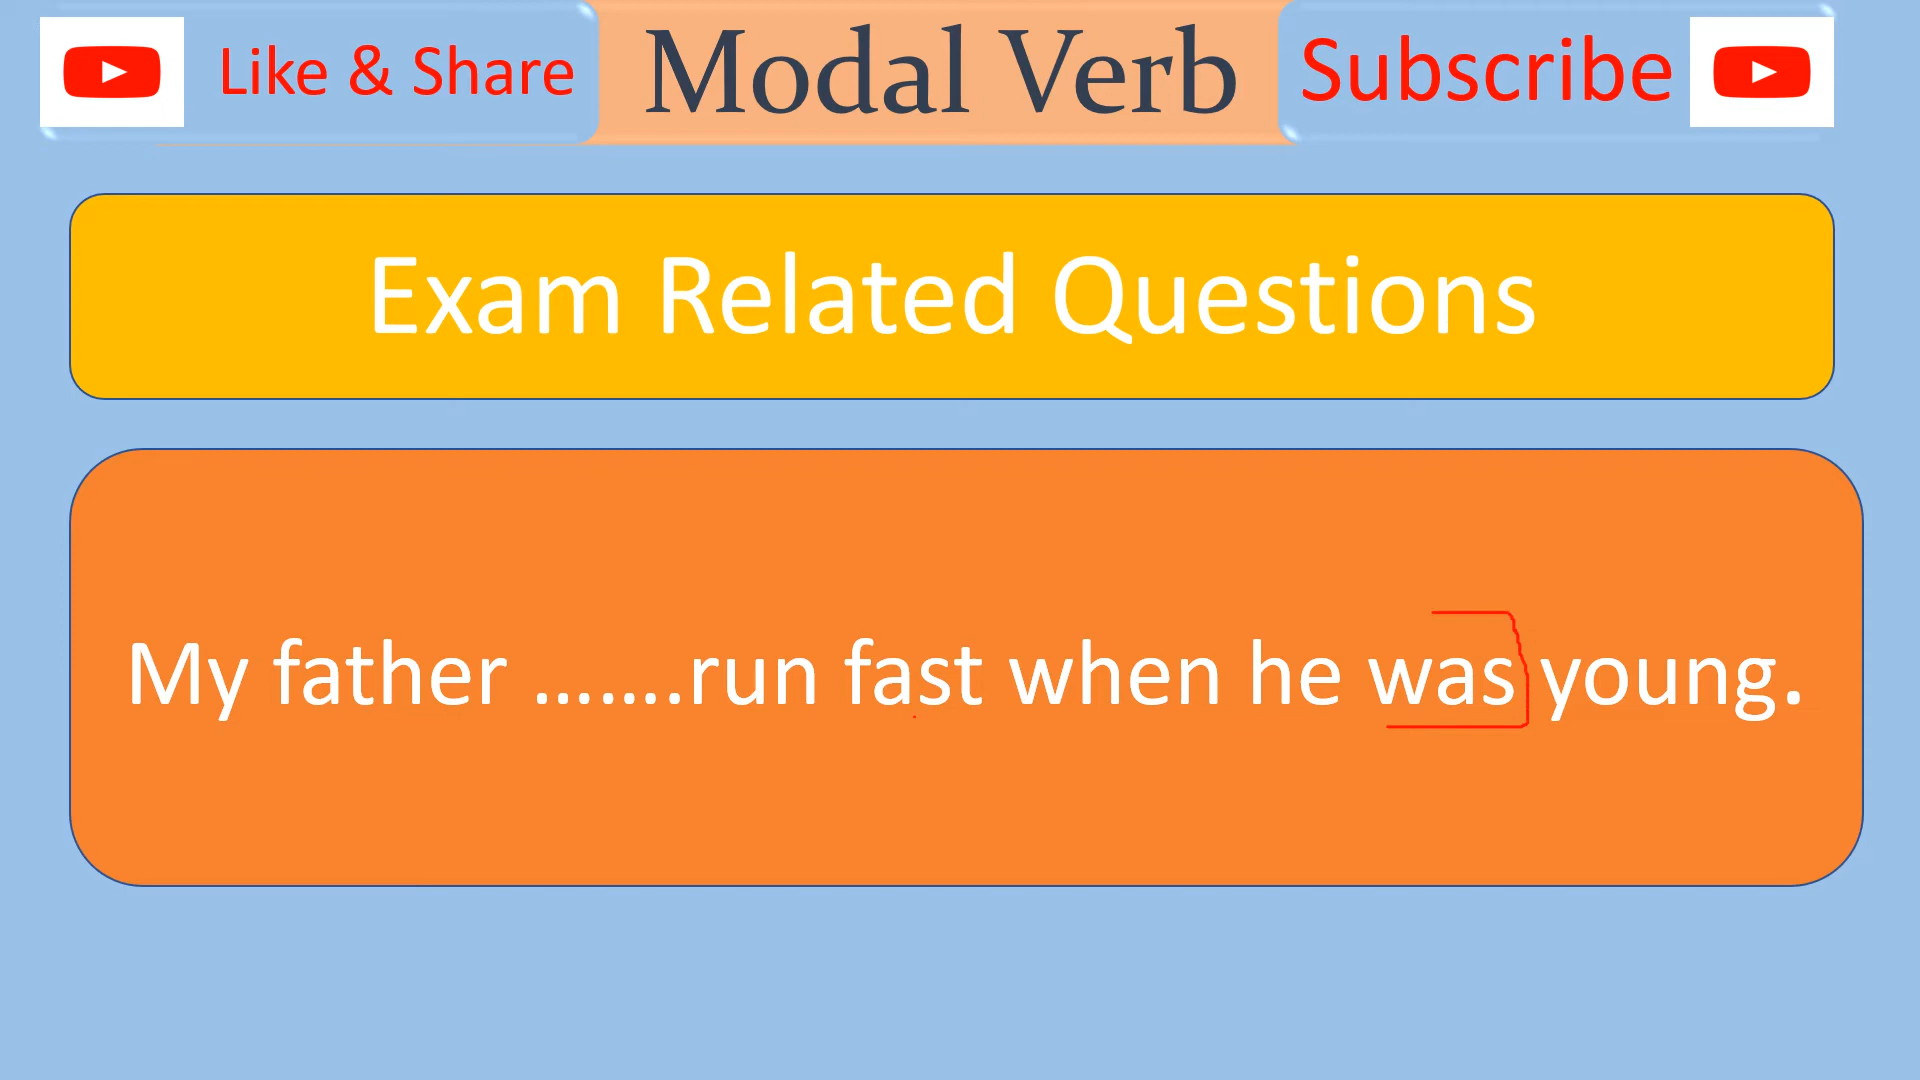 Like & Share
Modal Verb
Subscribe
Exam Related Questions
My father .......run fast when he was young.